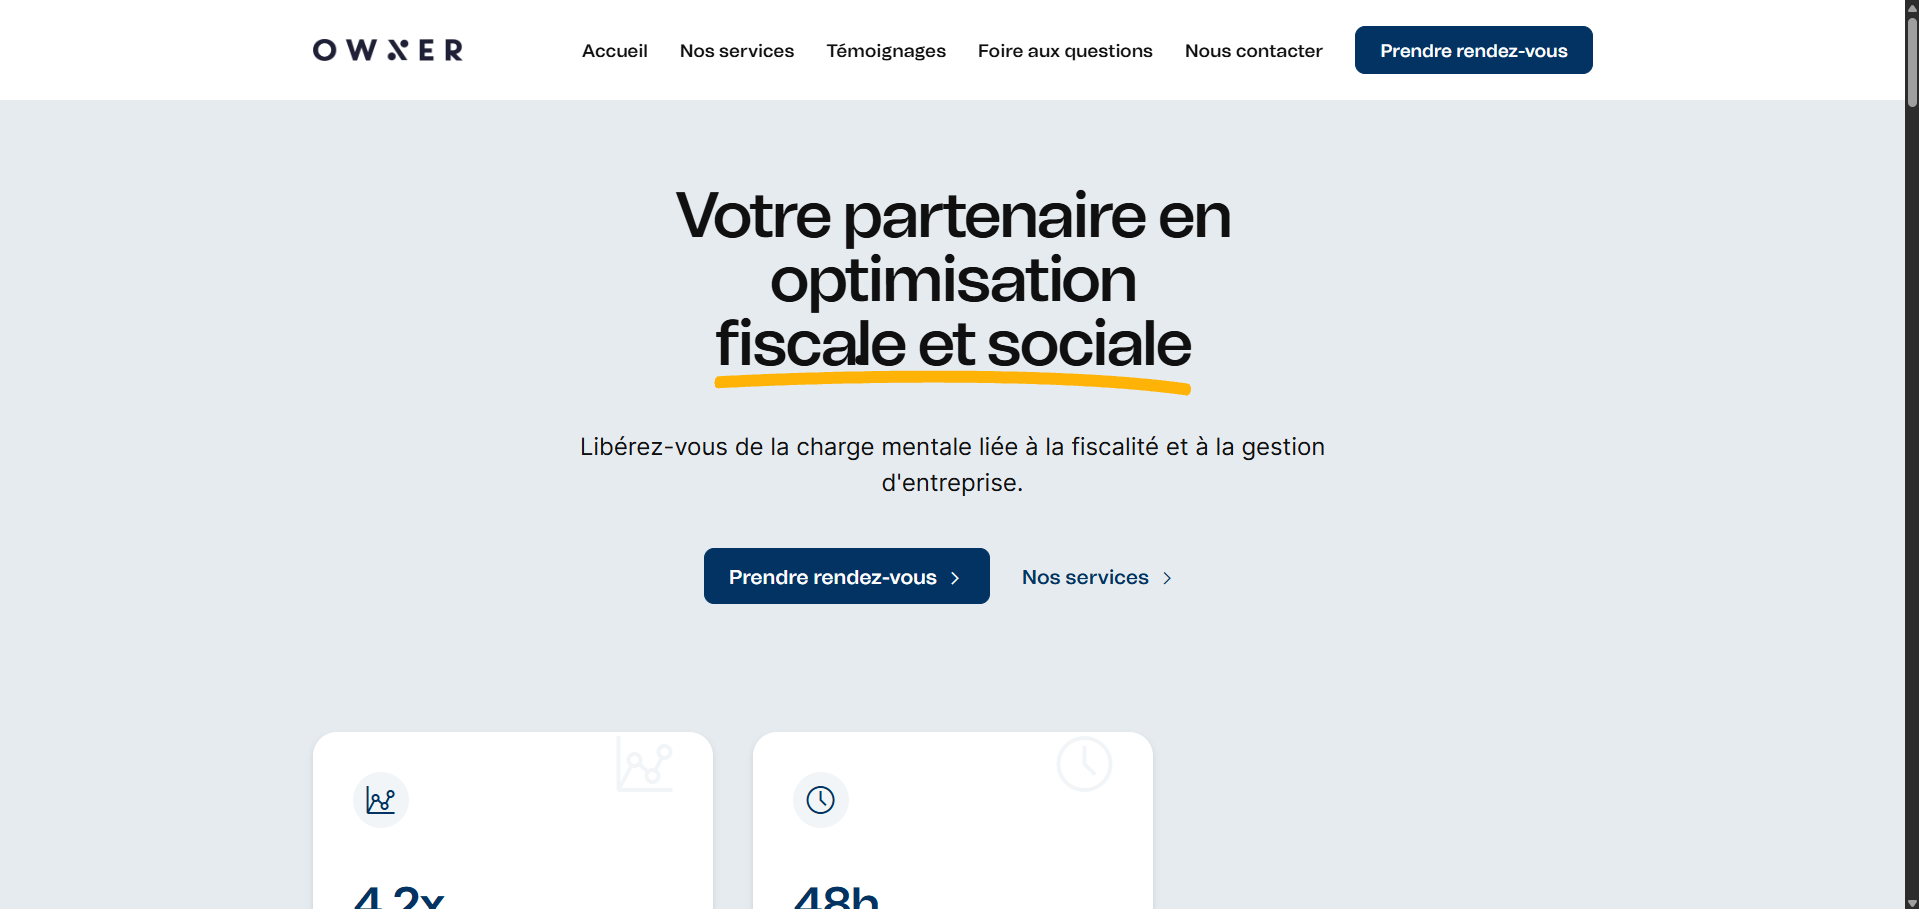 OWNER
Accueil
Nos services
Témoignages
Foire aux questions
Nous contacter
Prendre rendez-vous
Votre partenaire en
optimisation
fiscale et sociale
Libérez-vous de la charge mentale liée à la fiscalité et à la gestion
d'entreprise.
Prendre rendez-vous
Nos services
4.2x
48h